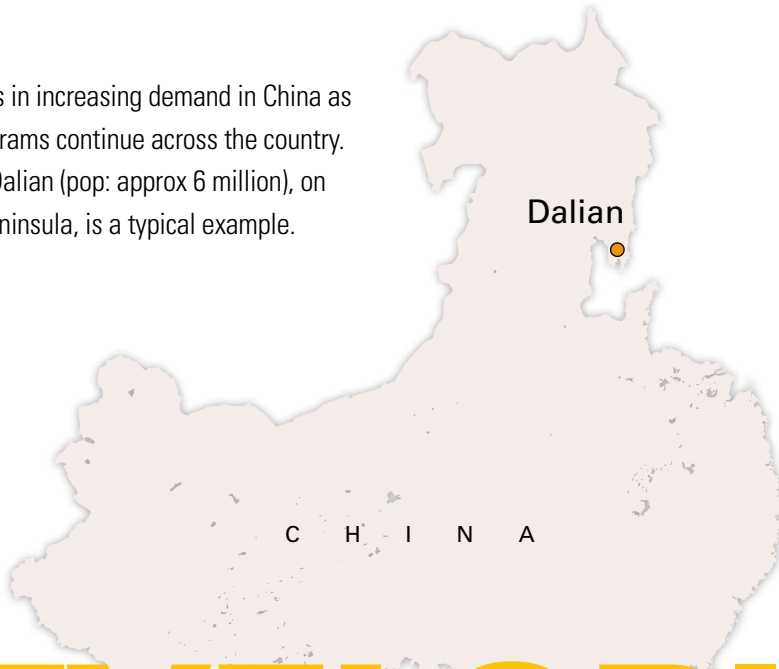 s in increasing demand in China as
rams continue across the country.
Dalian (pop: approx 6 million), on
ninsula, is a typical example.
Dalian
C H I N A